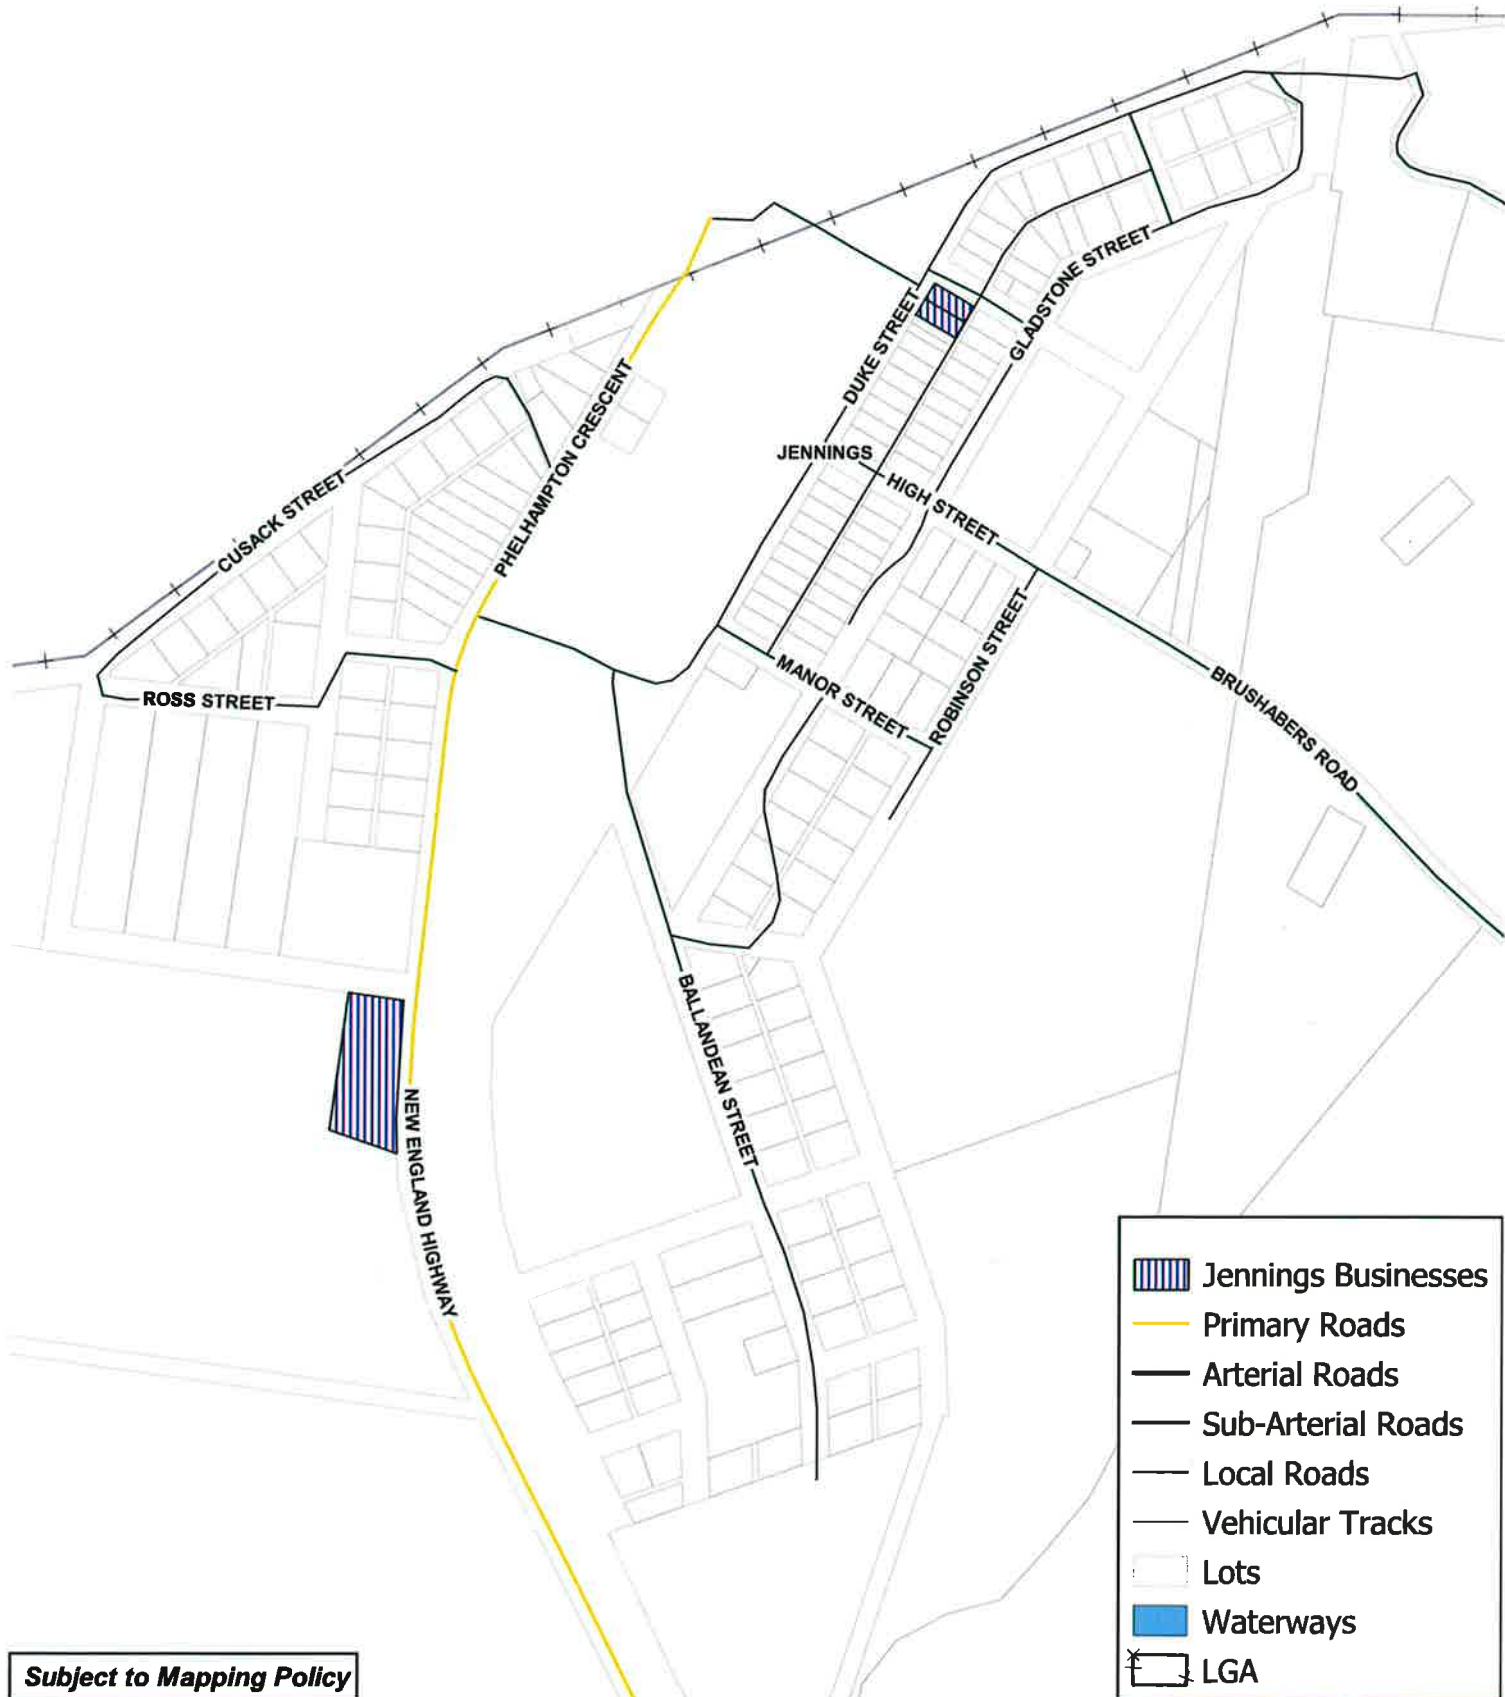 GLADSTONE STREET
DUKE STREET
PHELHAMPTON CRESCENT
JENNINGS
HIGH STREET
CUSACK STREET
ROBINSON STREET
MANOR STREET
BRUSHABERS ROAD
ROSS STREET
BALLANDEAN STREET
NEW ENGLAND HIGHWAY
Jennings Businesses
Primary Roads
Arterial Roads
Sub-Arterial Roads
Local Roads
Vehicular Tracks
Lots
Waterways
LGA
Subject to Mapping Policy